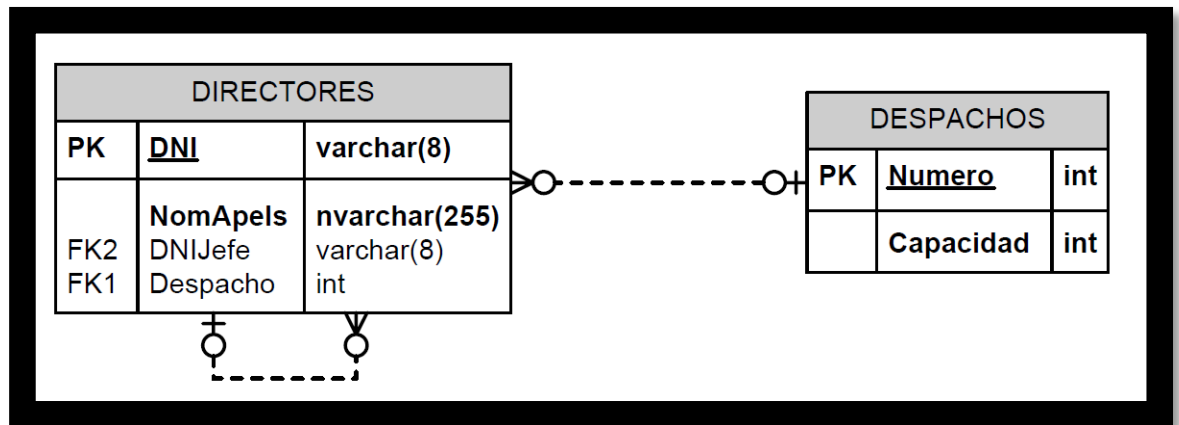 DIRECTORES
PK DNI varchar(8)
NomApels nvarchar(255)
FK2 DNIJefe varchar(8)
FK1 Despacho int
DESPACHOS
PK Numero int
Capacidad int